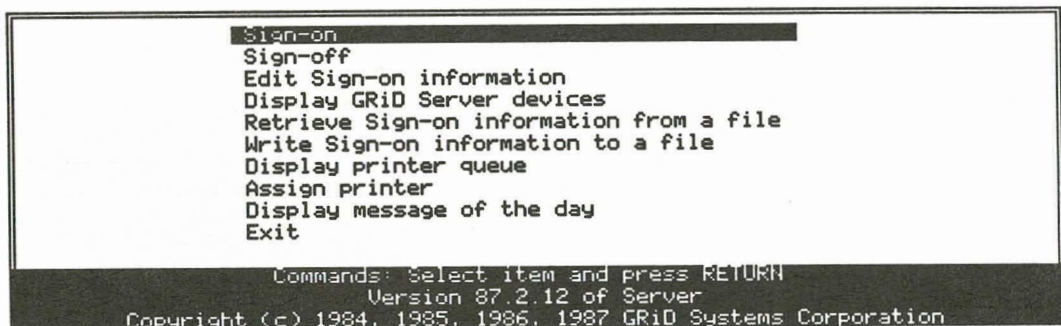 Sign-on
Sign-off
Edit Sign-on information
Display GRiD Server devices
Retrieve Sign-on information from a file
Write Sign-on information to a file
Display printer queue
Assign printer
Display message of the day
Exit
Commands: Select item and press RETURN
Version 87.2.12 of Server
Copyright (c) 1984, 1985, 1986, 1987 GRiD Systems Corporation